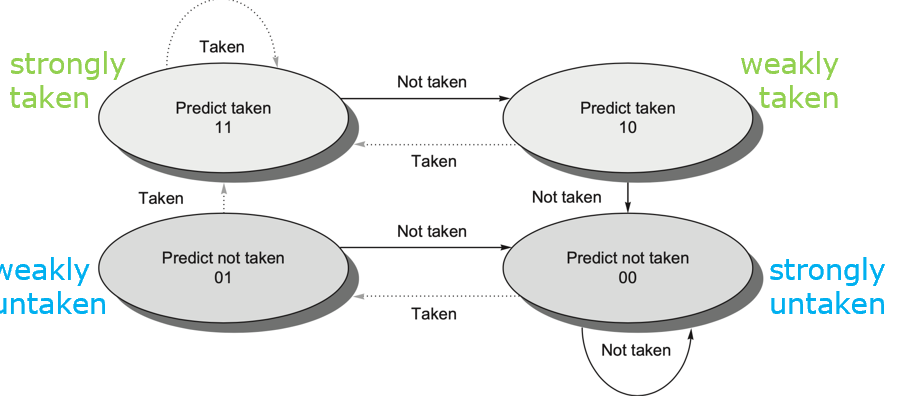 Taken
strongly
taken
Predict taken
11
Not taken
Predict taken
10
weakly
taken
Taken
Taken
Not taken
weakly
untaken
Predict not taken
01
Not taken
Predict not taken
00
strongly
untaken
Taken
Not taken